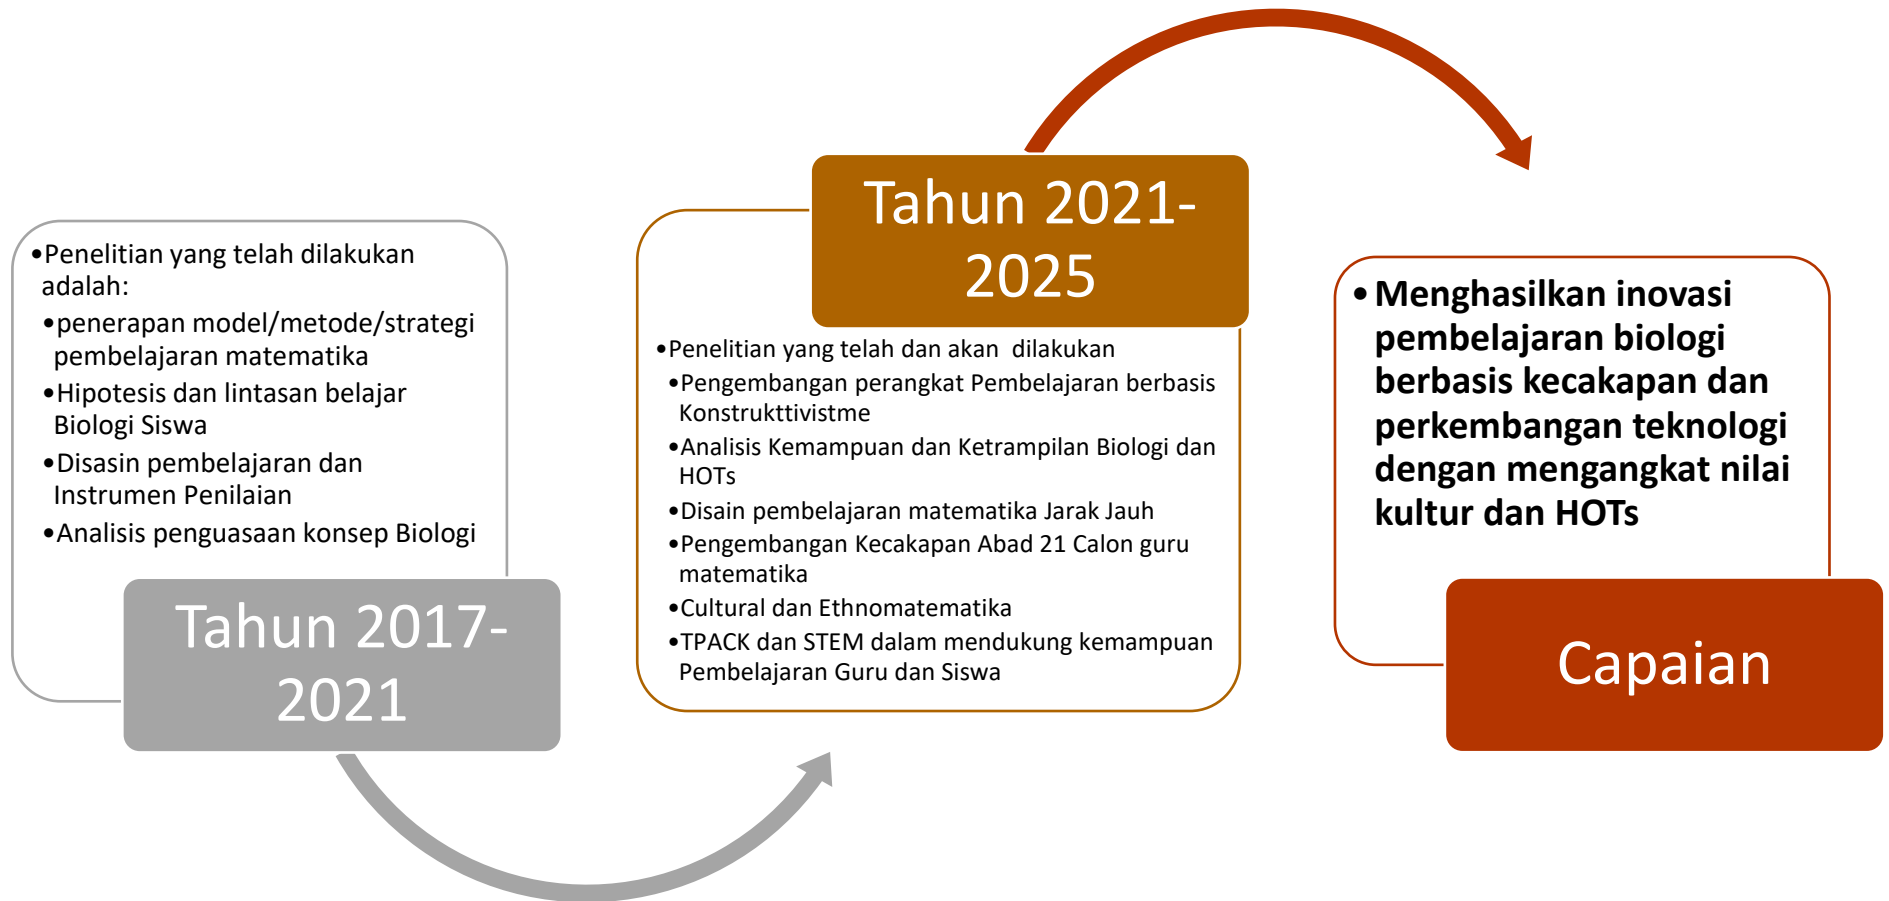 •Penelitian yang telah dilakukan
adalah:
•penerapan model/metode/strategi
pembelajaran matematika
•Hipotesis dan lintasan belajar
Biologi Siswa
•Disasin pembelajaran dan
Instrumen Penilaian
•Analisis penguasaan konsep Biologi
Tahun 2017-
2021
Tahun 2021-
2025
•Penelitian yang telah dan akan  dilakukan
•Pengembangan perangkat Pembelajaran berbasis
Konstrukttivistme
•Analisis Kemampuan dan Ketrampilan Biologi dan
HOTs
•Disain pembelajaran matematika Jarak Jauh
•Pengembangan Kecakapan Abad 21 Calon guru
matematika
•Cultural dan Ethnomatematika
•TPACK dan STEM dalam mendukung kemampuan
Pembelajaran Guru dan Siswa
•Menghasilkan inovasi
pembelajaran biologi
berbasis kecakapan dan
perkembangan teknologi
dengan mengangkat nilai
kultur dan HOTs
Capaian